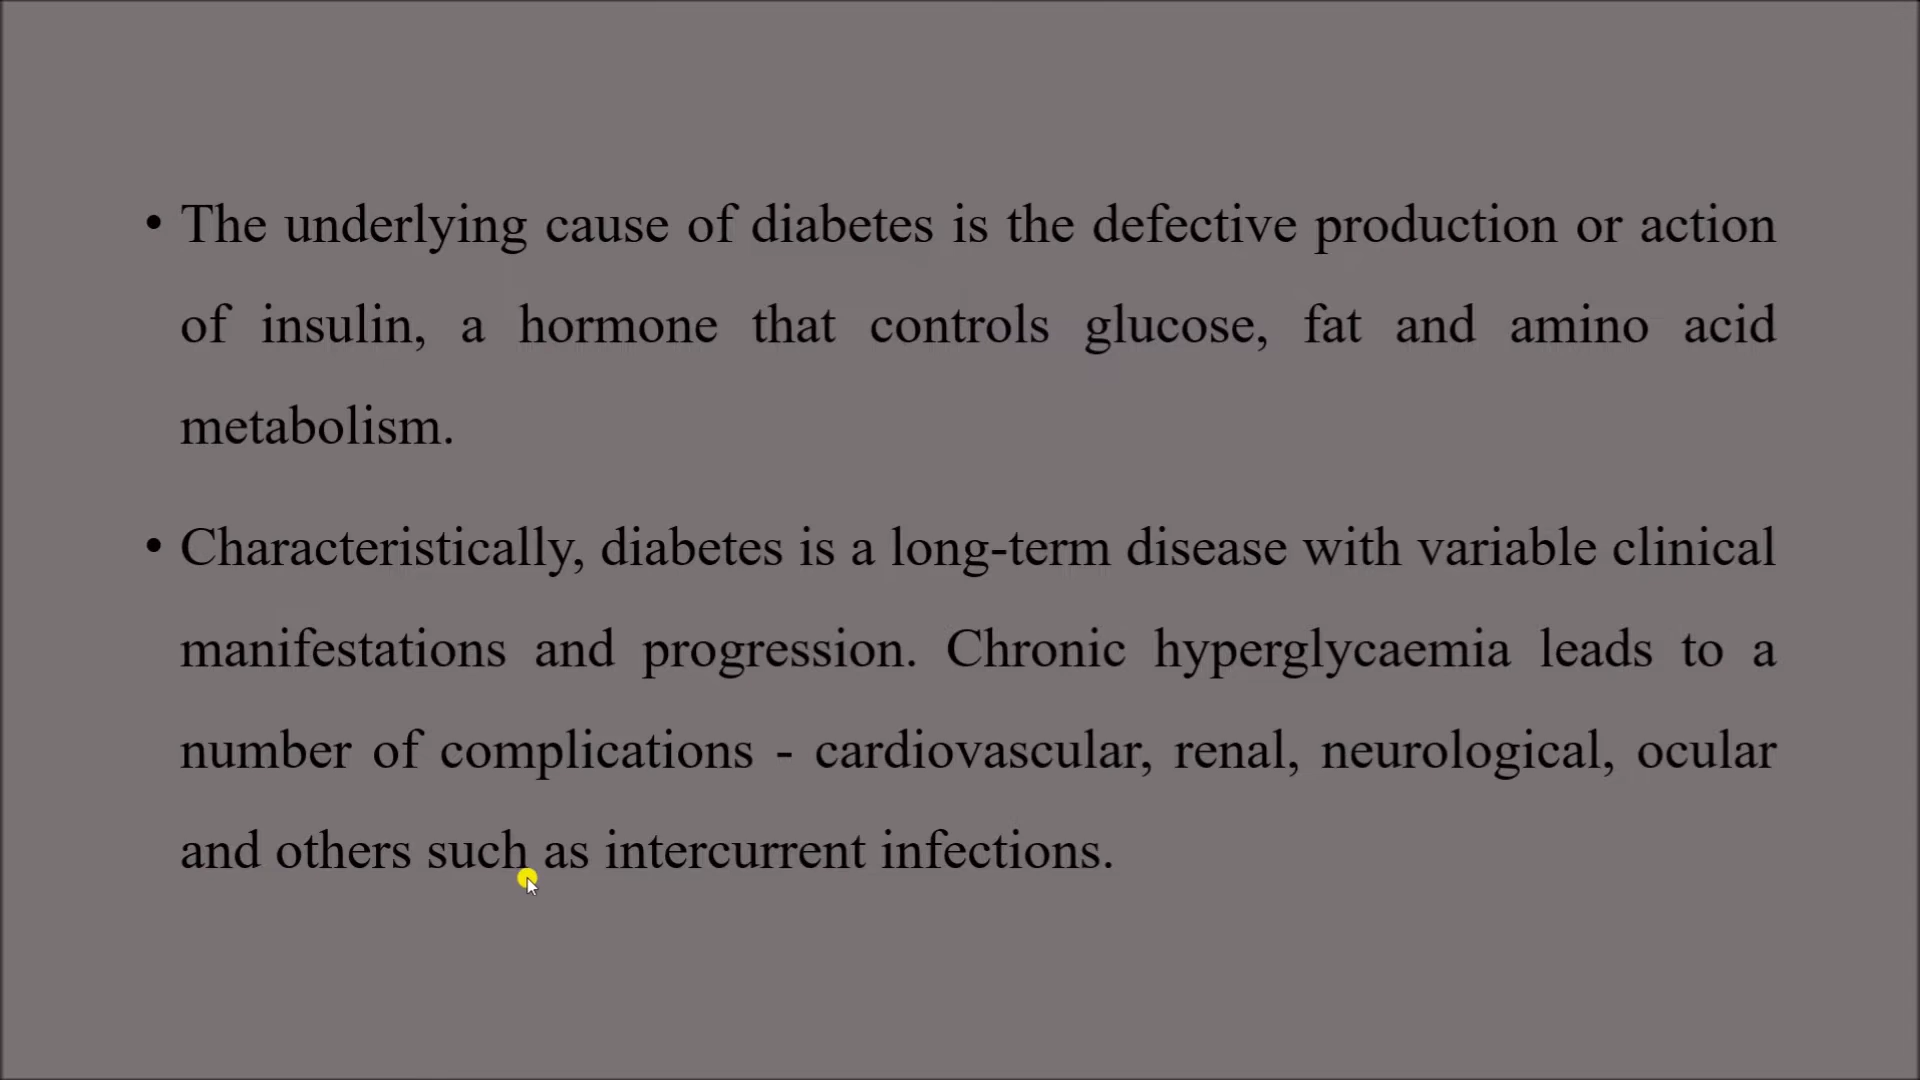 • The underlying cause of diabetes is the defective production or action
of insulin, a hormone that controls glucose, fat and amino acid
metabolism.
• Characteristically, diabetes is a long-term disease with variable clinical
manifestations and progression. Chronic hyperglycaemia leads to a
number of complications - cardiovascular, renal, neurological, ocular
and others such as intercurrent infections.